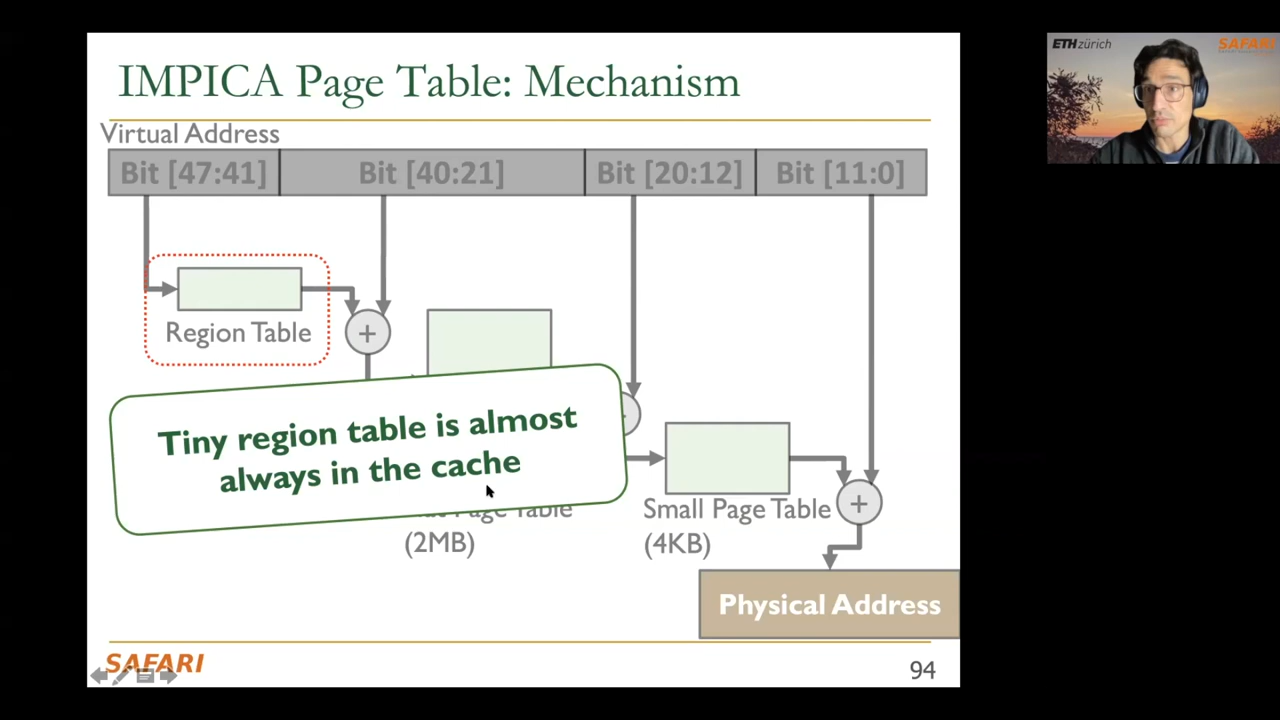 IMPICA Page Table: Mechanism
Virtual Address
Bit [47:41]
Bit [40:21]
Bit [20:12]
Bit [11:0]
Region Table
+
Tiny region table is almost
always in the cache
Page Table
(2MB)
Small Page Table
(4KB)
+
Physical Address
SAFARI
94
ETH zürich
SAFARI